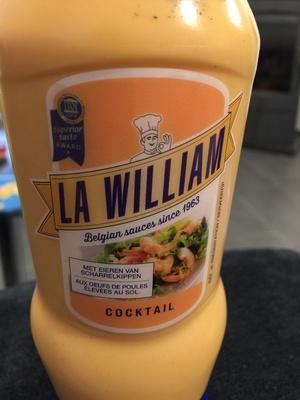 Superior
taste
AWARD
LA WILLIAM
Belgian sauces since 1963
MET EIEREN VAN
SCHARRELKIPPEN
AUX OEUFS DE POULES
ÉLEVÉES AU SOL.
COCKTAIL